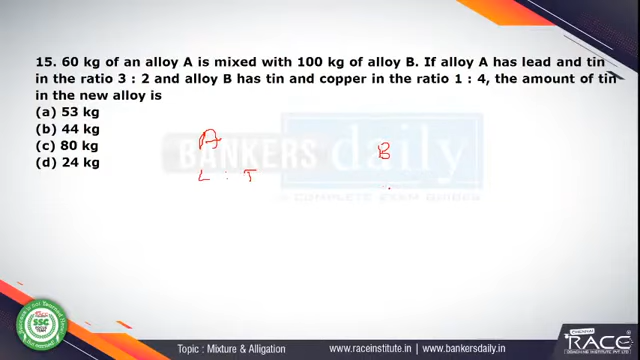 15. 60 kg of an alloy A is mixed with 100 kg of alloy B. If alloy A has lead and tin
in the ratio 3 : 2 and alloy B has tin and copper in the ratio 1 : 4, the amount of tin
in the new alloy is
(a) 53 kg
(b) 44 kg
(c) 80 kg
(d) 24 kg
A
B
L : T
BANKERS daily
COMPLETE EXAM
SSC
Topic : Mixture & Alligation
www.raceinstitute.in | www.bankersdaily.in
CHENNAI
RACE